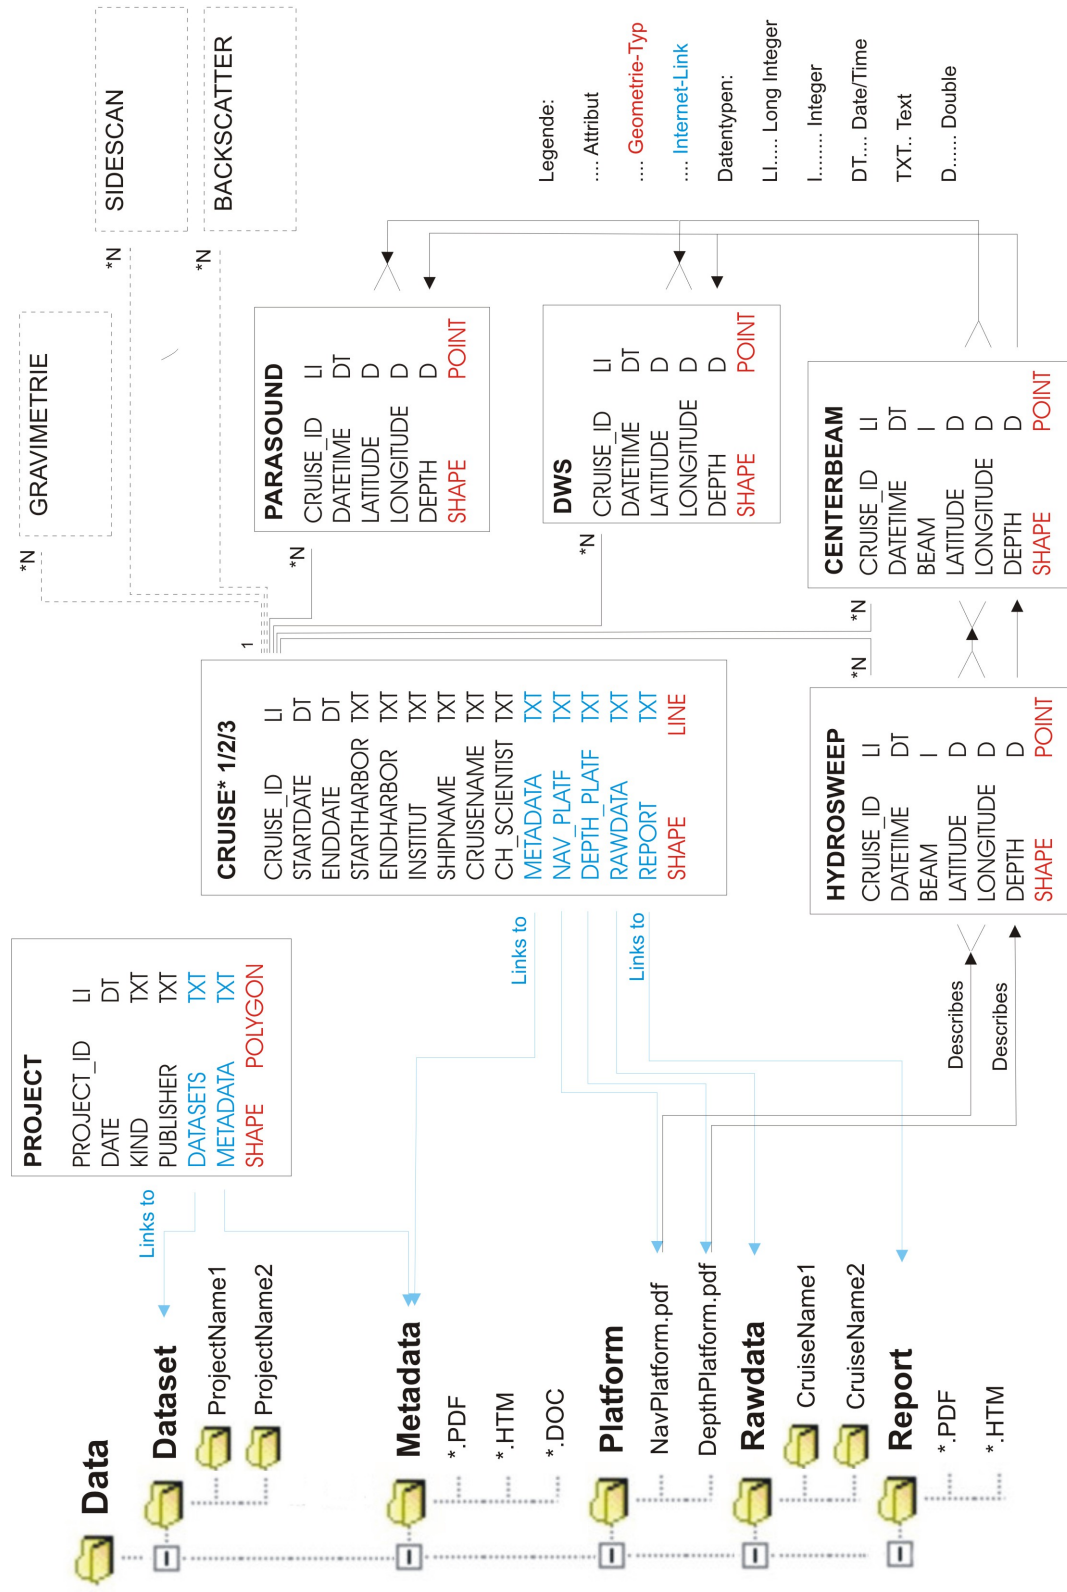 Data
Dataset
ProjectName1
ProjectName2
Metadata
*.PDF
*.HTM
*.DOC
Platform
NavPlatform.pdf
DepthPlatform.pdf
Rawdata
CruiseName1
CruiseName2
Report
*.PDF
*.HTM
Links to
PROJECT
PROJECT_ID LI
DATE DT
KIND TXT
PUBLISHER TXT
DATASETS TXT
METADATA TXT
SHAPE POLYGON
Links to
Links to
Describes
Describes
CRUISE* 1/2/3
CRUISE_ID LI
STARTDATE DT
ENDDATE DT
STARTHARBOR TXT
ENDHARBOR TXT
INSTITUT TXT
SHIPNAME TXT
CRUISENAME TXT
CH_SCIENTIST TXT
METADATA TXT
NAV_PLATF TXT
DEPTH_PLATF TXT
RAWDATA TXT
REPORT TXT
SHAPE LINE
HYDROSWEEP
CRUISE_ID LI
DATETIME DT
BEAM I
LATITUDE D
LONGITUDE D
DEPTH D
SHAPE POINT
1
*N
*N
*N
*N
*N
*N
*N
GRAVIMETRIE
SIDESCAN
BACKSCATTER
PARASOUND
CRUISE_ID LI
DATETIME DT
LATITUDE D
LONGITUDE D
DEPTH D
SHAPE POINT
DWS
CRUISE_ID LI
DATETIME DT
LATITUDE D
LONGITUDE D
DEPTH D
SHAPE POINT
CENTERBEAM
CRUISE_ID LI
DATETIME DT
BEAM I
LATITUDE D
LONGITUDE D
DEPTH D
SHAPE POINT
Legende:
.... Attribut
.... Geometrie-Typ
.... Internet-Link
Datentypen:
LI..... Long Integer
I........ Integer
DT.... Date/Time
TXT.. Text
D...... Double